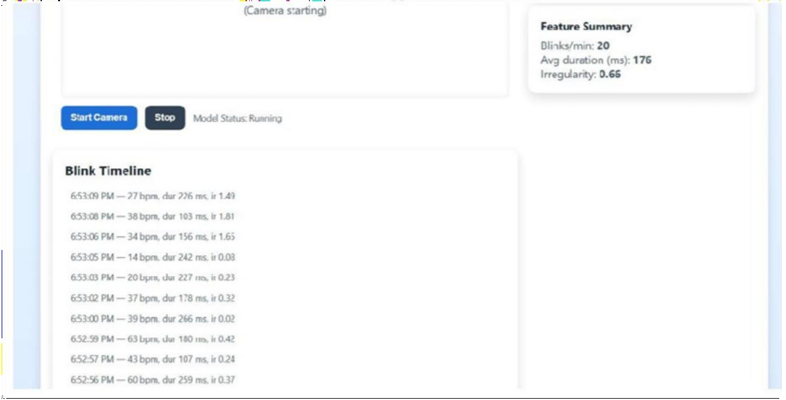 (Camera starting)
Feature Summary
Blinks/min: 20
Avg duration (ms): 176
Irregularity: 0.66
Start Camera
Stop
Model Status: Running
Blink Timeline
6:53:09 PM — 27 bpm, dur 226 ms, ir 1.49
6:53:08 PM — 38 bpm, dur 103 ms, ir 1.81
6:53:06 PM — 34 bpm, dur 156 ms, ir 1.65
6:53:05 PM — 14 bpm, dur 242 ms, ir 0.03
6:53:03 PM — 20 bpm, dur 227 ms, ir 0.23
6:53:02 PM — 37 bpm, dur 178 ms, ir 0.32
6:53:00 PM — 39 bpm. dur 266 ms, ir 0.02
6:52:59 PM — 63 bpm, dur 180 ms, ir 0.42
6:52:57 PM — 43 bpm, dur 107 ms, ir 0.24
6:52:56 PM — 60 bpm, dur 259 ms, ir 0.37